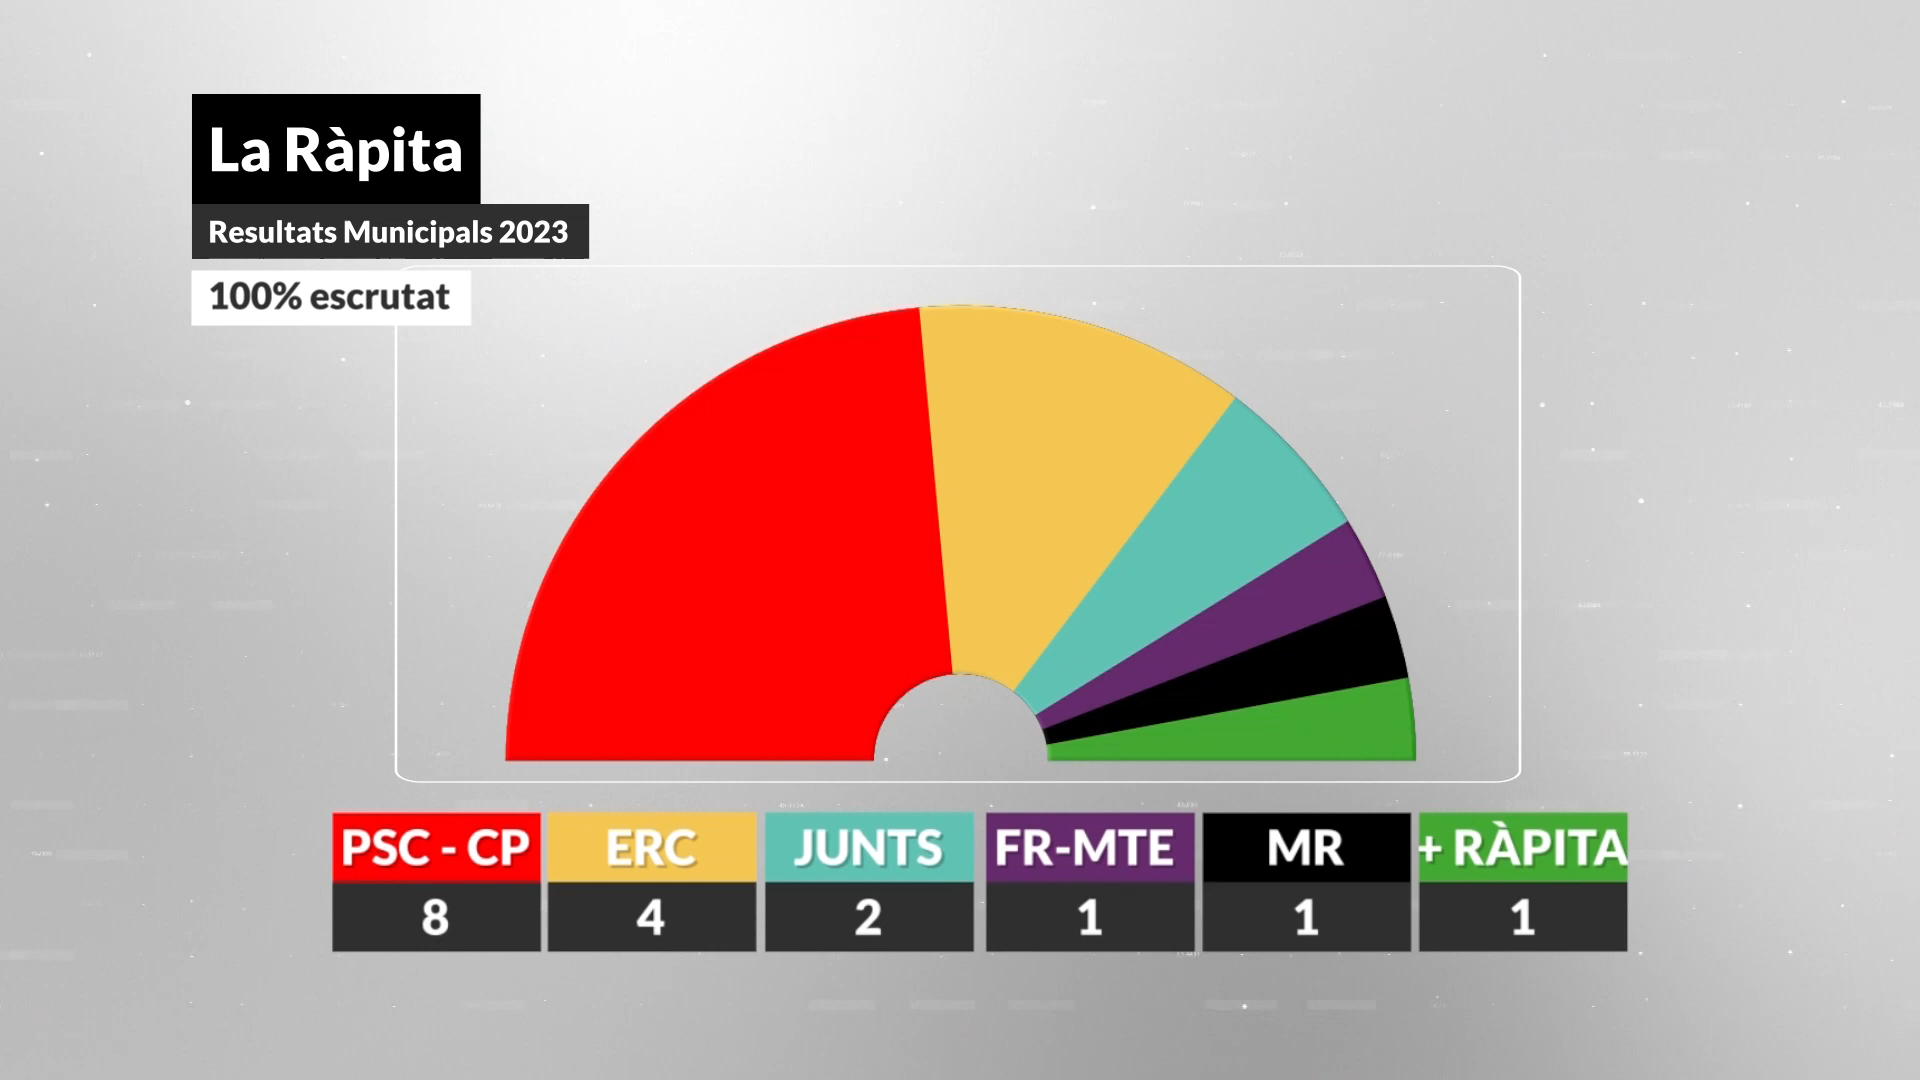 La Ràpita
Resultats Municipals 2023
100% escrutat
PSC - CP
ERC
JUNTS
FR-MTE
MR
+ RÀPITA
8
4
2
1
1
1